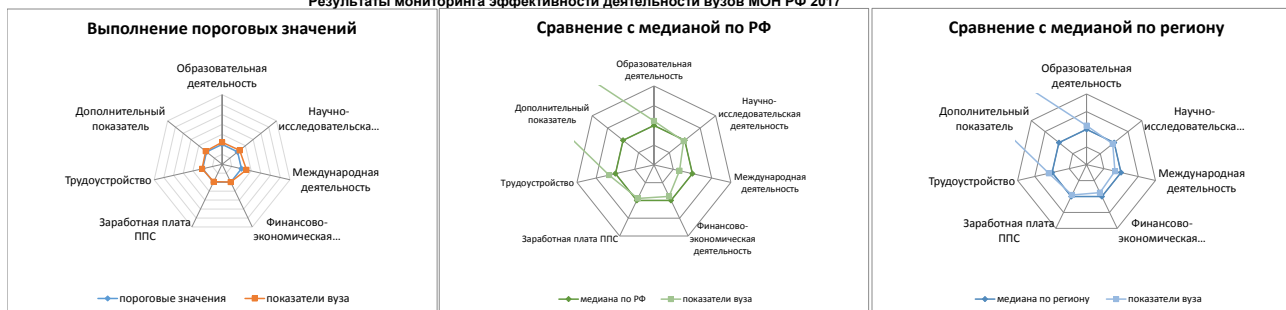 Результаты мониторинга эффективности деятельности вузов МОН РФ 2017
Выполнение пороговых значений
Образовательная
деятельность
Научно-
исследовательска...
Международная
деятельность
Финансово-
экономическая...
Заработная плата
ППС
Трудоустройство
Дополнительный
показатель
пороговые значения
показатели вуза
Сравнение с медианой по РФ
Образовательная
деятельность
Научно-
исследовательская
деятельность
Международная
деятельность
Финансово-
экономическая
деятельность
Заработная плата ППС
Трудоустройство
Дополнительный
показатель
медиана по РФ
показатели вуза
Сравнение с медианой по региону
Образовательная
деятельность
Научно-
исследовательска...
Международная
деятельность
Финансово-
экономическая...
Заработная плата
ППС
Трудоустройство
Дополнительный
показатель
медиана по региону
показатели вуза